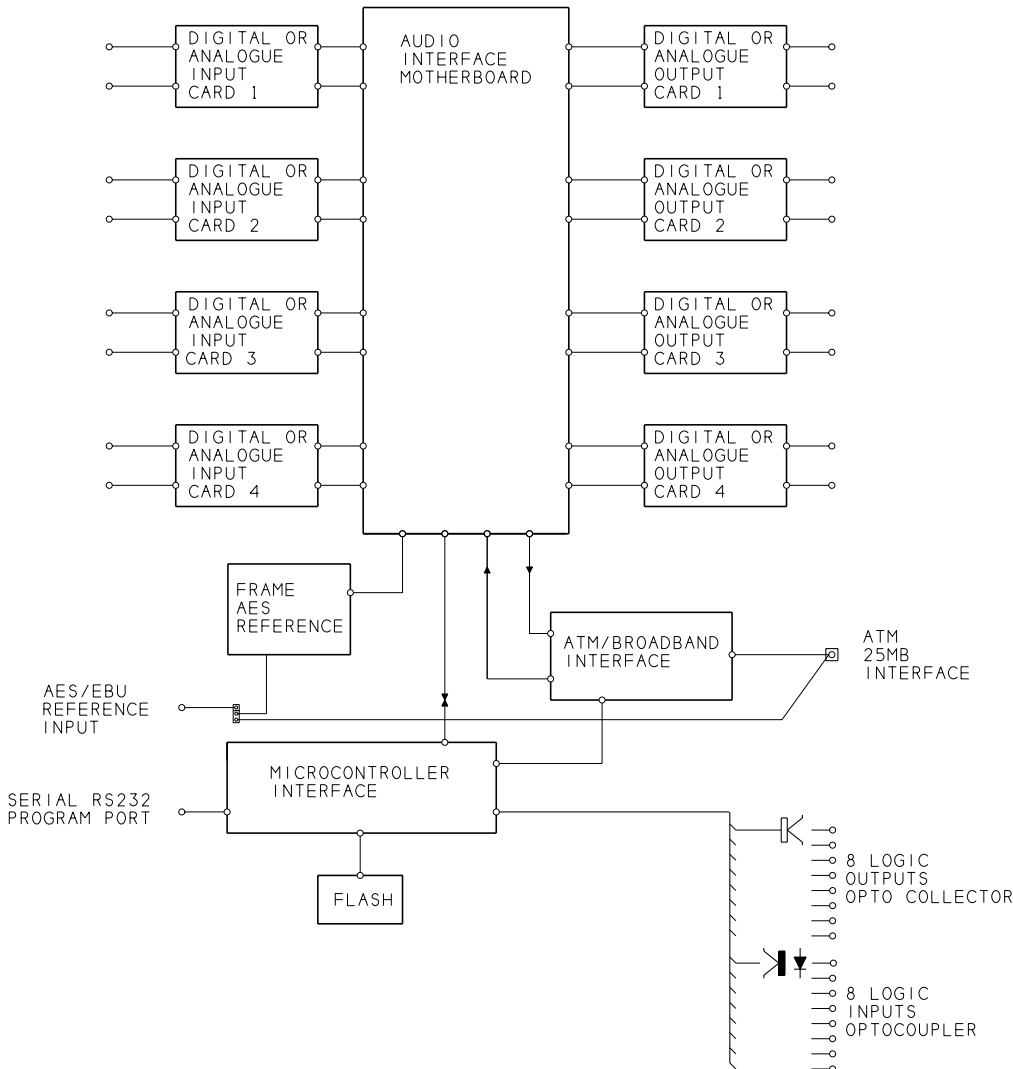 DIGITAL OR
ANALOGUE
INPUT
CARD 1
AUDIO
INTERFACE
MOTHERBOARD
DIGITAL OR
ANALOGUE
OUTPUT
CARD 1
DIGITAL OR
ANALOGUE
INPUT
CARD 2
DIGITAL OR
ANALOGUE
OUTPUT
CARD 2
DIGITAL OR
ANALOGUE
INPUT
CARD 3
DIGITAL OR
ANALOGUE
OUTPUT
CARD 3
DIGITAL OR
ANALOGUE
INPUT
CARD 4
DIGITAL OR
ANALOGUE
OUTPUT
CARD 4
FRAME
AES
REFERENCE
ATM/BROADBAND
INTERFACE
ATM
25MB
INTERFACE
AES/EBU
REFERENCE
INPUT
MICROCONTROLLER
INTERFACE
SERIAL RS232
PROGRAM PORT
FLASH
8 LOGIC
OUTPUTS
OPTO COLLECTOR
8 LOGIC
INPUTS
OPTOCOUPLER